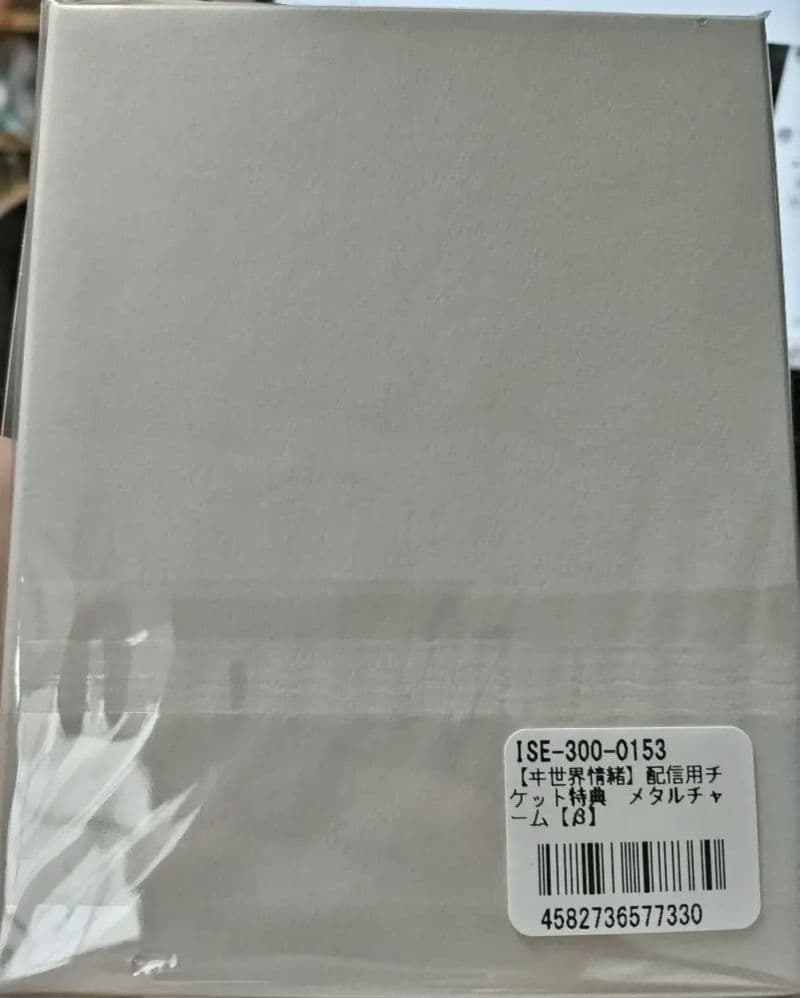 ISE-300-0153
【ヰ世界情緒】配信用チ
ケット特典　メタルチャ
ーム【β】
4582736577330